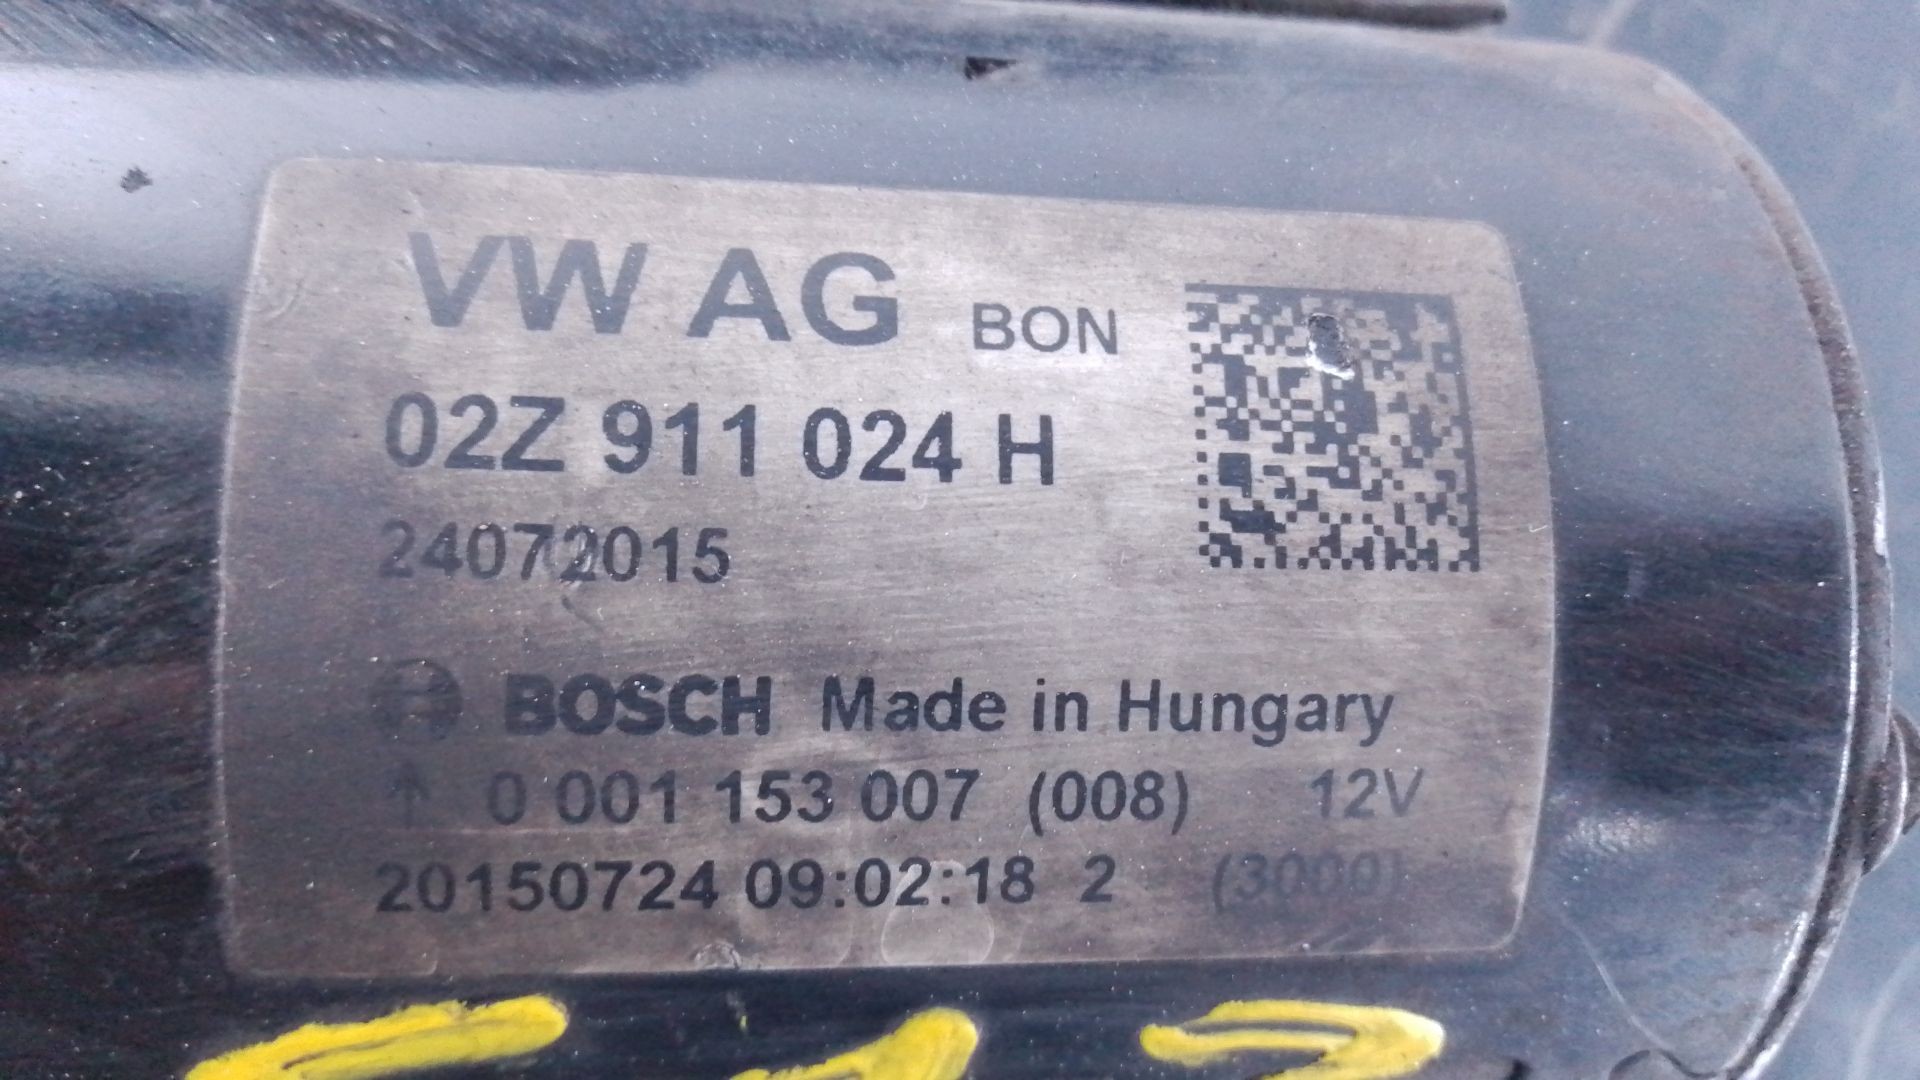 VW AG BON
02Z 911 024 H
24072015
BOSCH Made in Hungary
↑ 0 001 153 007 (008) 12V
20150724 09:02:18 2 (3000)